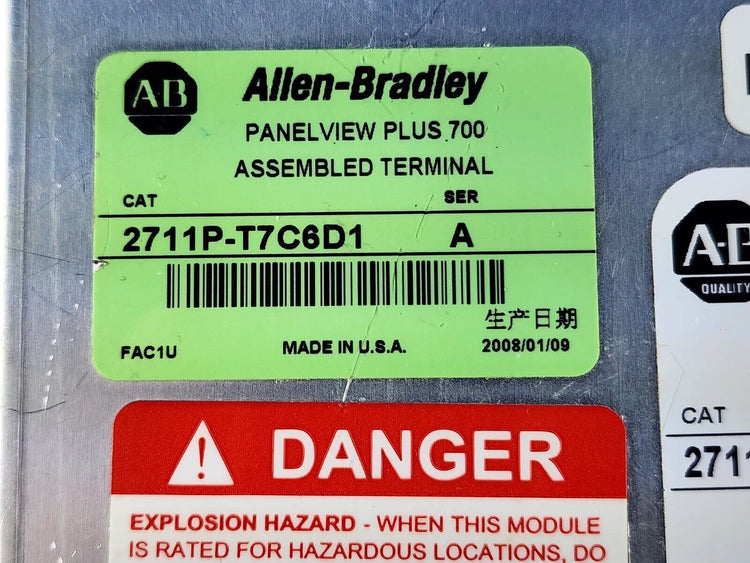 AB Allen-Bradley
PANELVIEW PLUS 700
ASSEMBLED TERMINAL
CAT SER
2711P-T7C6D1 A
生产日期
FAC1U MADE IN U.S.A. 2008/01/09
DANGER
EXPLOSION HAZARD - WHEN THIS MODULE
IS RATED FOR HAZARDOUS LOCATIONS, DO
A-B
QUALITY
CAT
2711